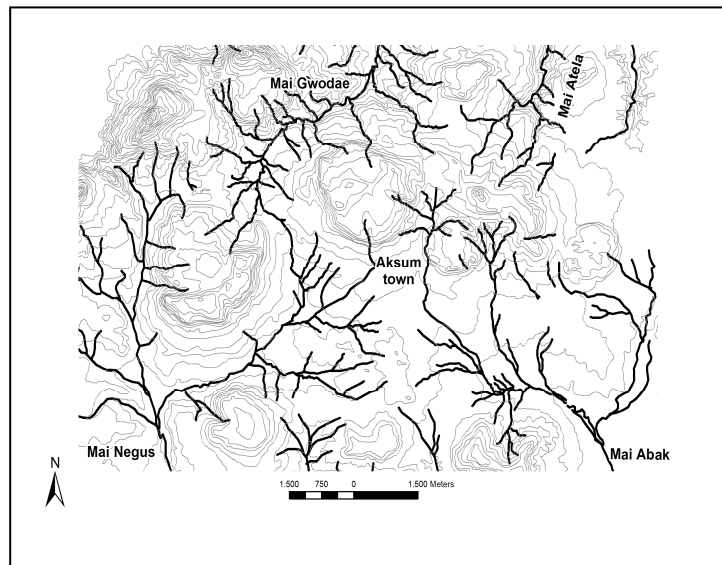 Mai Gwodae
Mai Atela
Aksum
town
Mai Negus
Mai Abak
N
1.500 750 0 1.500 Meters